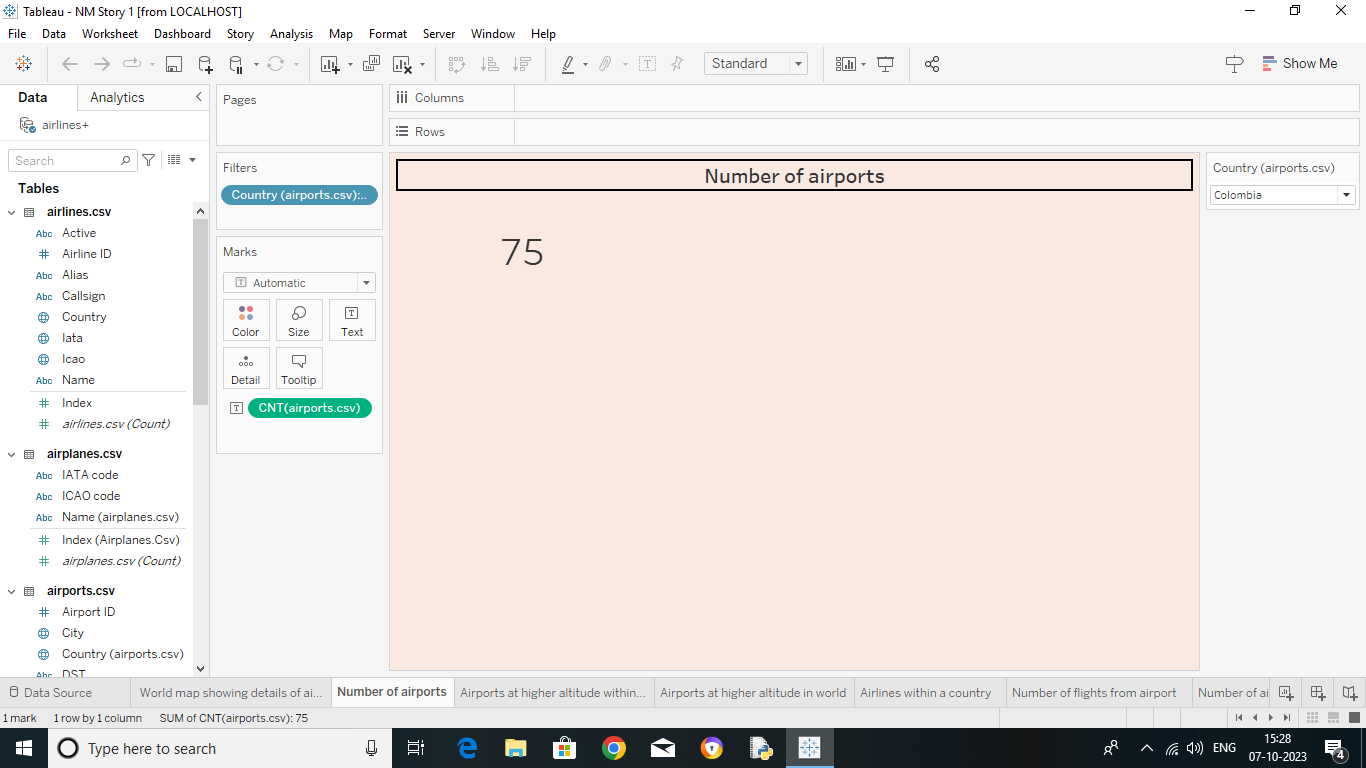 Tableau - NM Story 1 [from LOCALHOST]
File Data Worksheet Dashboard Story Analysis Map Format Server Window Help
Standard
Show Me
Data Analytics
airlines+
Search
Tables
airlines.csv
Abc Active
Airline ID
Abc Alias
Abc Callsign
Country
Iata
Icao
Abc Name
Index
airlines.csv (Count)
airplanes.csv
Abc IATA code
Abc ICAO code
Abc Name (airplanes.csv)
Index (Airplanes.Csv)
airplanes.csv (Count)
airports.csv
Airport ID
City
Country (airports.csv)
Abc DST
Pages
Filters
Country (airports.csv):..
Marks
T Automatic
Color Size T Text
Detail Tooltip
T CNT(airports.csv)
Columns
Rows
Number of airports
75
Country (airports.csv)
Colombia
Data Source World map showing details of ai... Number of airports Airports at higher altitude within... Airports at higher altitude in world Airlines within a country Number of flights from airport Number of ai
1 mark 1 row by 1 column SUM of CNT(airports.csv): 75
Type here to search
ENG
15:28
07-10-2023
4